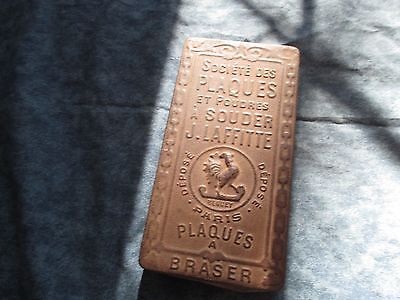 SOCIÉTÉ DES
PLAQUES
ET POUDRES
À SOUDER
J. LAFFITTE
DÉPOSÉ
DÉPOSÉ
PARIS
PLAQUES
A
BRASER